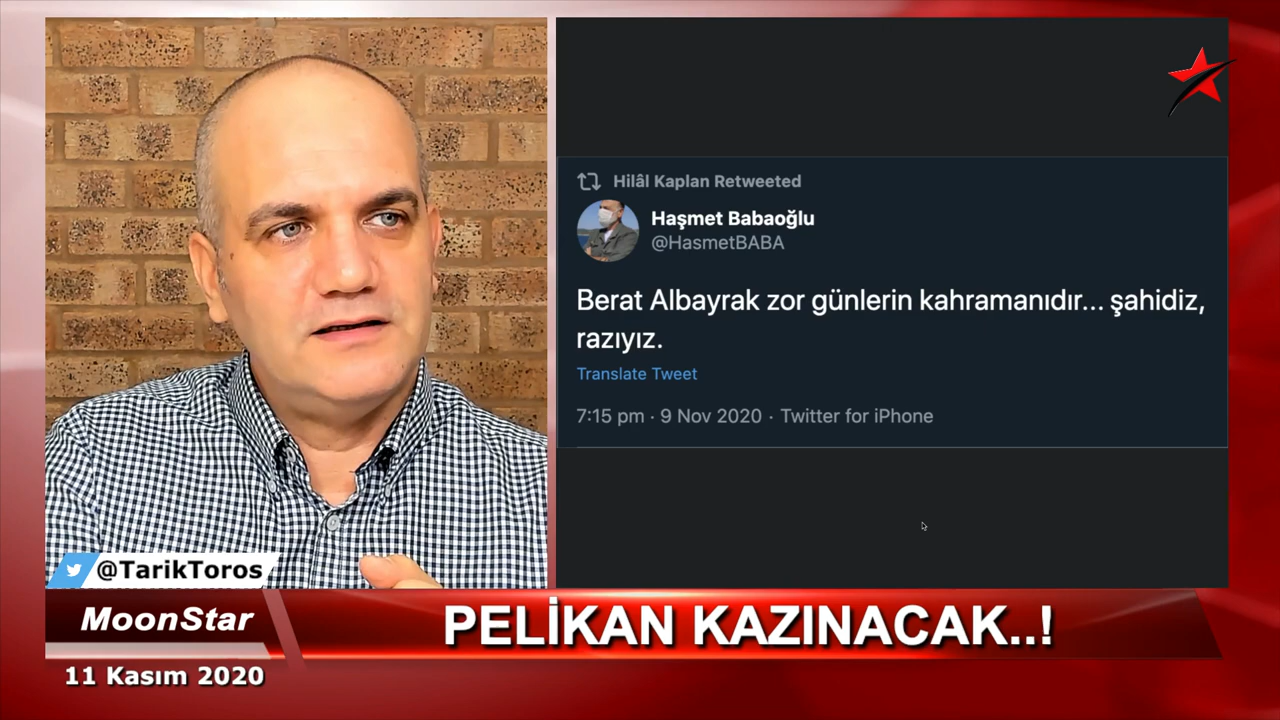 Hilâl Kaplan Retweeted
Haşmet Babaoğlu
@HasmetBABA
Berat Albayrak zor günlerin kahramanıdır... şahidiz,
razıyız.
Translate Tweet
7:15 pm · 9 Nov 2020 · Twitter for iPhone
@TarikToros
MoonStar
PELİKAN KAZINACAK..!
11 Kasım 2020